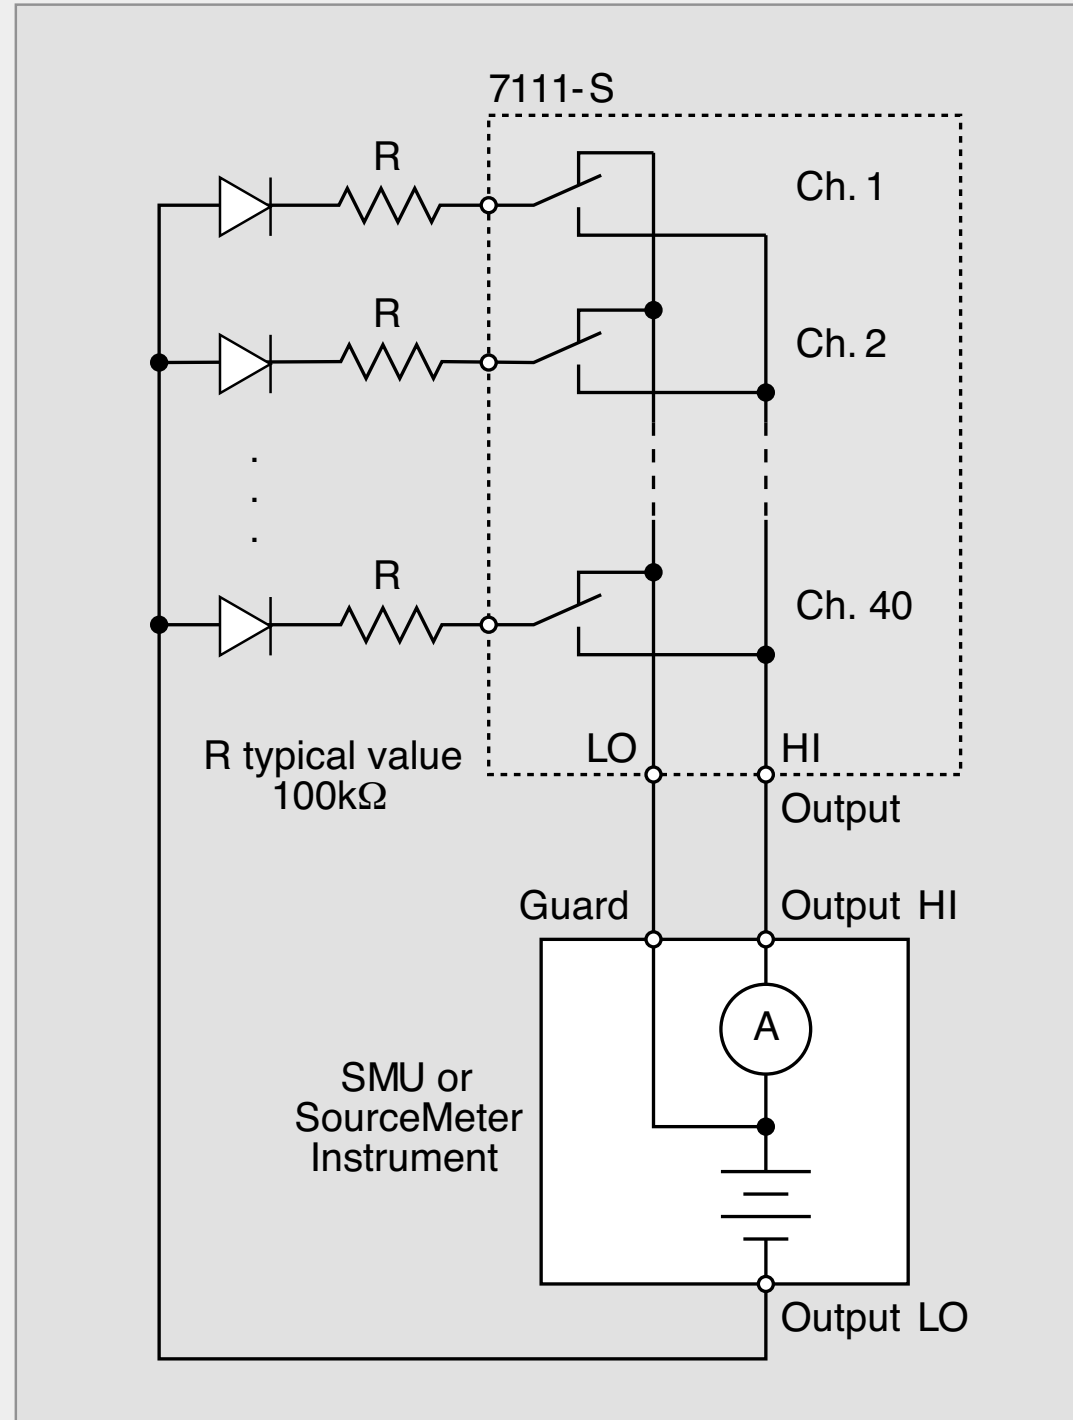 7111-S
R
Ch. 1
R
Ch. 2
.
.
.
R
Ch. 40
R typical value
100kΩ
LO
HI
Output
Guard
Output HI
A
SMU or
SourceMeter
Instrument
Output LO